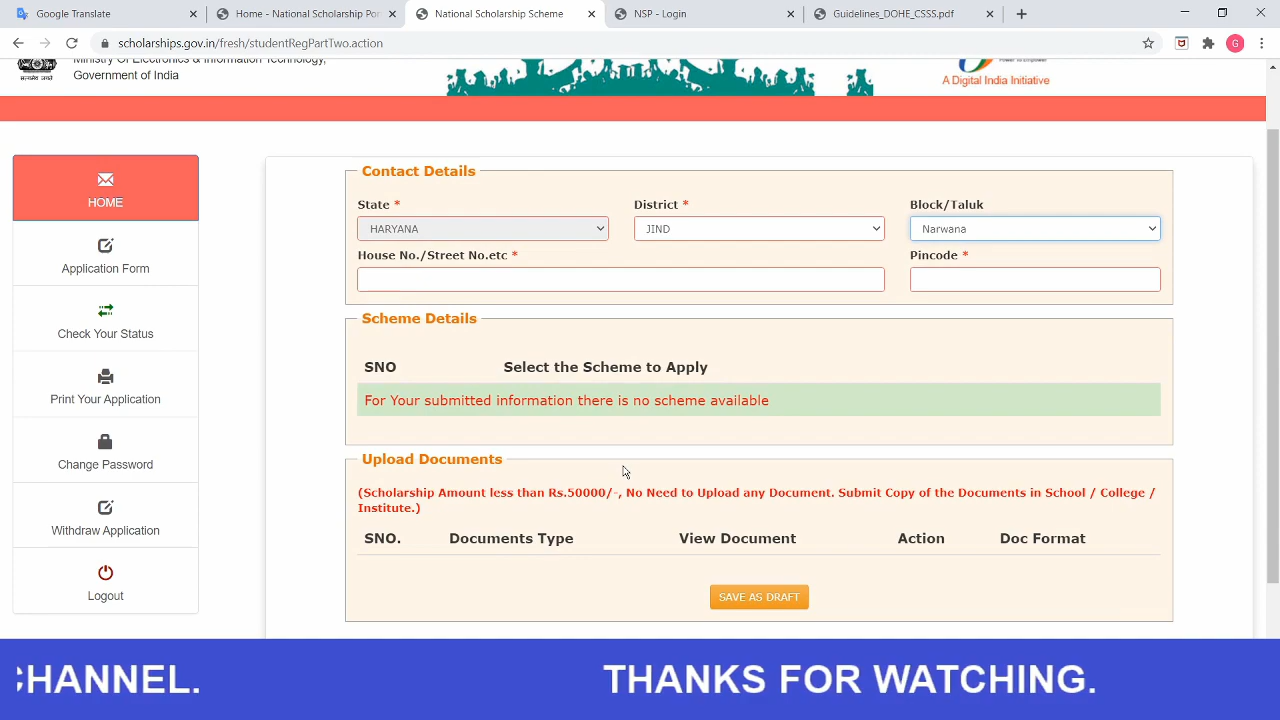 Google Translate
Home - National Scholarship Por
National Scholarship Scheme
NSP - Login
Guidelines_DOHE_CSSS.pdf
scholarships.gov.in/fresh/studentRegPartTwo.action
G
Ministry Of Electronics & Information Technology,
Government of India
A Digital India Initiative
HOME
Application Form
Check Your Status
Print Your Application
Change Password
Withdraw Application
Logout
Contact Details
State * District * Block/Taluk
HARYANA JIND Narwana
House No./Street No.etc * Pincode *
Scheme Details
SNO Select the Scheme to Apply
For Your submitted information there is no scheme available
Upload Documents
(Scholarship Amount less than Rs.50000/-, No Need to Upload any Document. Submit Copy of the Documents in School / College /
Institute.)
SNO. Documents Type View Document Action Doc Format
SAVE AS DRAFT
CHANNEL. THANKS FOR WATCHING.